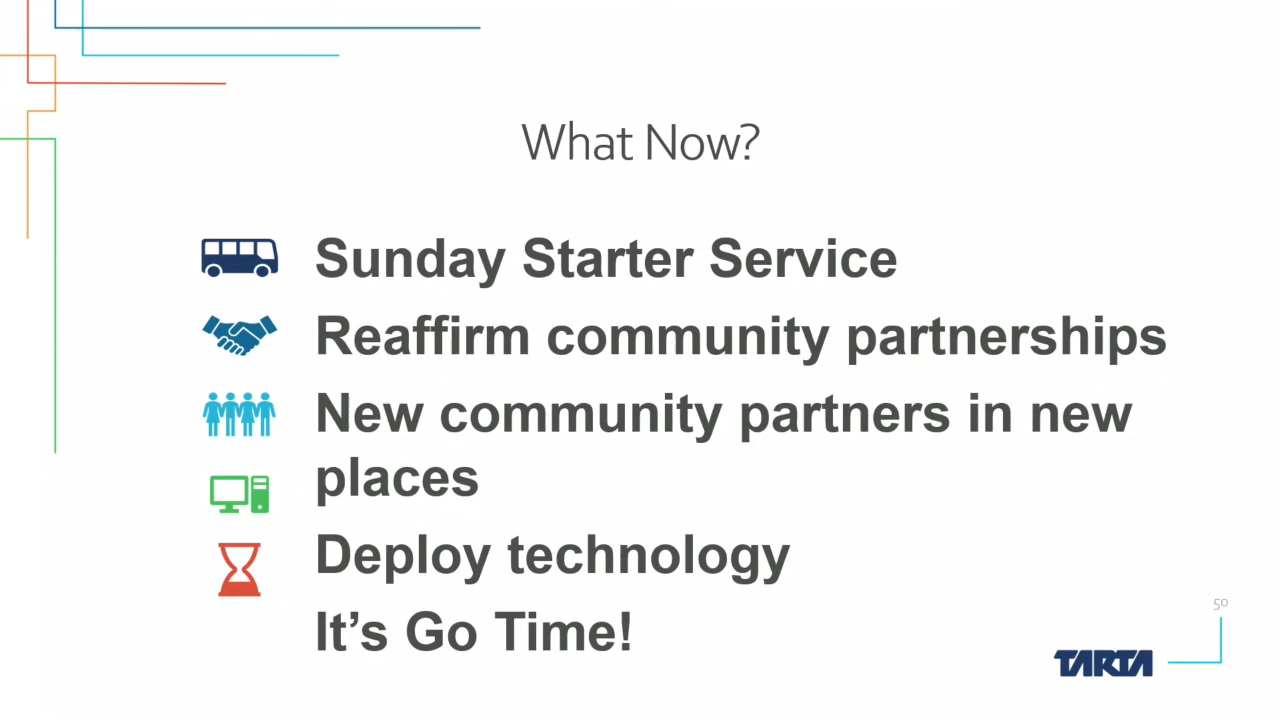 What Now?
Sunday Starter Service
Reaffirm community partnerships
New community partners in new
places
Deploy technology
It’s Go Time!
50
TARTA